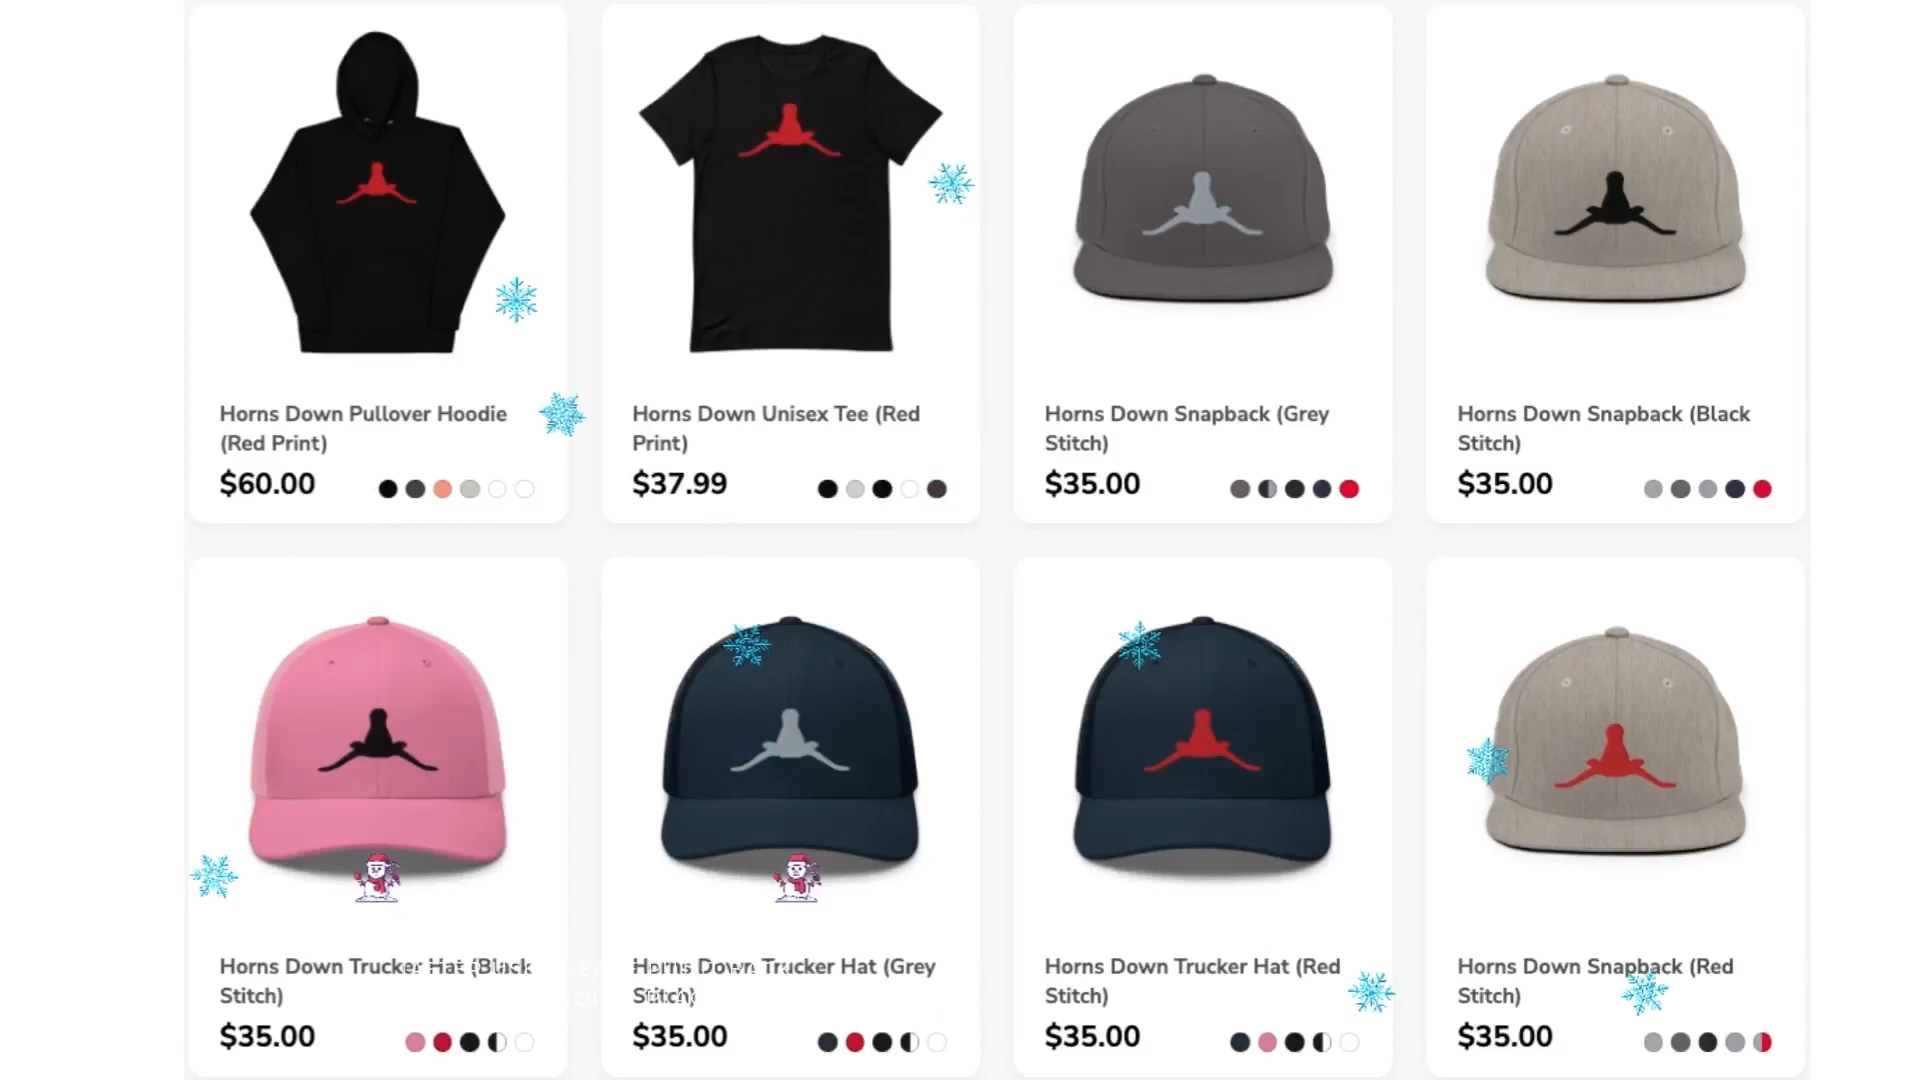 Horns Down Pullover Hoodie
(Red Print)
$60.00
Horns Down Unisex Tee (Red
Print)
$37.99
Horns Down Snapback (Grey
Stitch)
$35.00
Horns Down Snapback (Black
Stitch)
$35.00
Horns Down Trucker Hat (Black
Stitch)
$35.00
Horns Down Trucker Hat (Grey
Stitch)
$35.00
Horns Down Trucker Hat (Red
Stitch)
$35.00
Horns Down Snapback (Red
Stitch)
$35.00